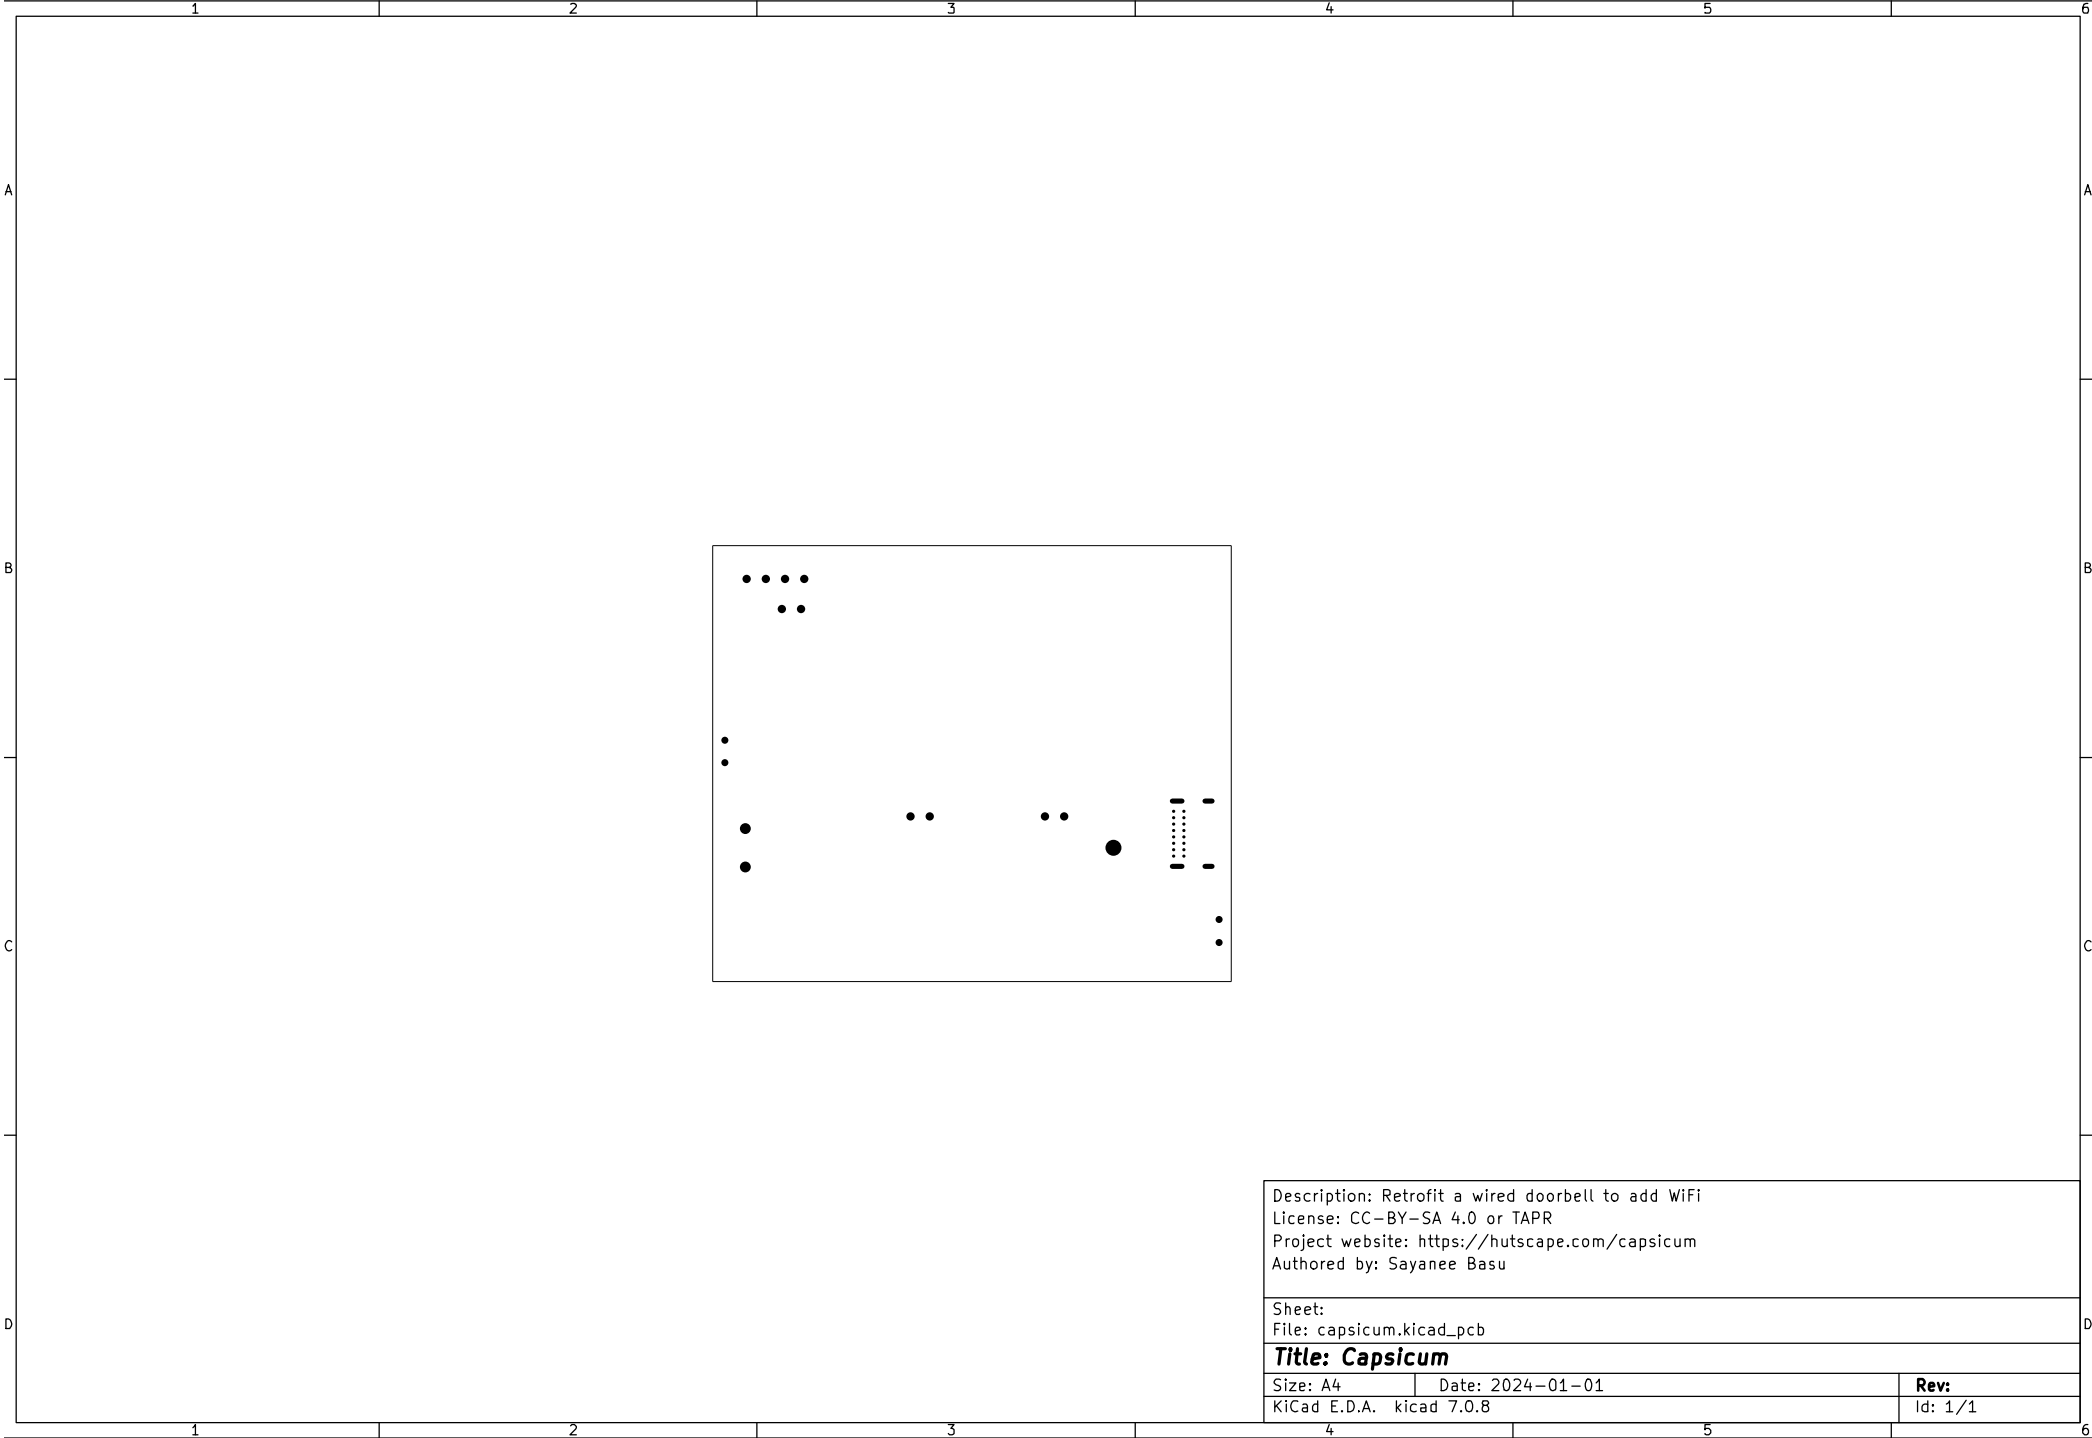 1 2 3 4 5 6
A A
B B
C C
D D
Description: Retrofit a wired doorbell to add WiFi
License: CC-BY-SA 4.0 or TAPR
Project website: https://hutscape.com/capsicum
Authored by: Sayanee Basu
Sheet:
File: capsicum.kicad_pcb
Title: Capsicum
Size: A4 Date: 2024-01-01 Rev:
KiCad E.D.A. kicad 7.0.8 Id: 1/1
1 2 3 4 5 6